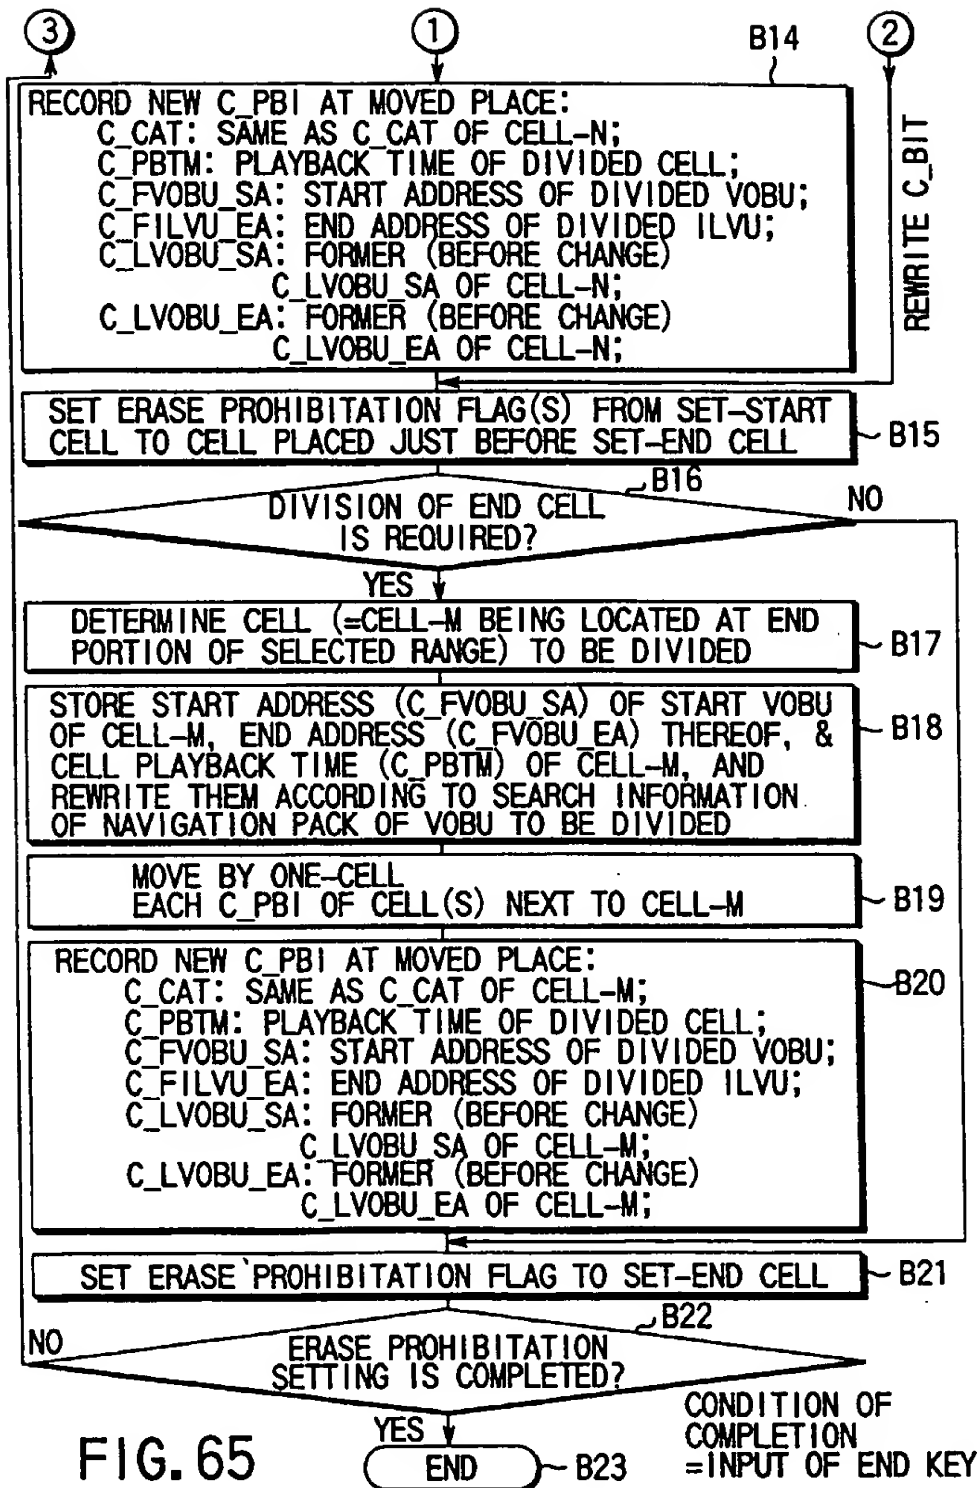 3
1
2
B14
RECORD NEW C_PBI AT MOVED PLACE:
C_CAT: SAME AS C_CAT OF CELL-N;
C_PBTM: PLAYBACK TIME OF DIVIDED CELL;
C_FVOBU_SA: START ADDRESS OF DIVIDED VOBU;
C_FILVU_EA: END ADDRESS OF DIVIDED ILVU;
C_LVOBU_SA: FORMER (BEFORE CHANGE)
C_LVOBU_SA OF CELL-N;
C_LVOBU_EA: FORMER (BEFORE CHANGE)
C_LVOBU_EA OF CELL-N;
REWRITE C_BIT
SET ERASE PROHIBITATION FLAG(S) FROM SET-START
CELL TO CELL PLACED JUST BEFORE SET-END CELL
B15
B16
DIVISION OF END CELL
IS REQUIRED?
NO
YES
DETERMINE CELL (=CELL-M BEING LOCATED AT END
PORTION OF SELECTED RANGE) TO BE DIVIDED
B17
STORE START ADDRESS (C_FVOBU_SA) OF START VOBU
OF CELL-M, END ADDRESS (C_FVOBU_EA) THEREOF, &
CELL PLAYBACK TIME (C_PBTM) OF CELL-M, AND
REWRITE THEM ACCORDING TO SEARCH INFORMATION
OF NAVIGATION PACK OF VOBU TO BE DIVIDED
B18
MOVE BY ONE-CELL
EACH C_PBI OF CELL(S) NEXT TO CELL-M
B19
RECORD NEW C_PBI AT MOVED PLACE:
C_CAT: SAME AS C_CAT OF CELL-M;
C_PBTM: PLAYBACK TIME OF DIVIDED CELL;
C_FVOBU_SA: START ADDRESS OF DIVIDED VOBU;
C_FILVU_EA: END ADDRESS OF DIVIDED ILVU;
C_LVOBU_SA: FORMER (BEFORE CHANGE)
C_LVOBU_SA OF CELL-M;
C_LVOBU_EA: FORMER (BEFORE CHANGE)
C_LVOBU_EA OF CELL-M;
B20
SET ERASE PROHIBITATION FLAG TO SET-END CELL
B21
B22
NO
ERASE PROHIBITATION
SETTING IS COMPLETED?
YES
CONDITION OF
COMPLETION
=INPUT OF END KEY
END
B23
FIG. 65